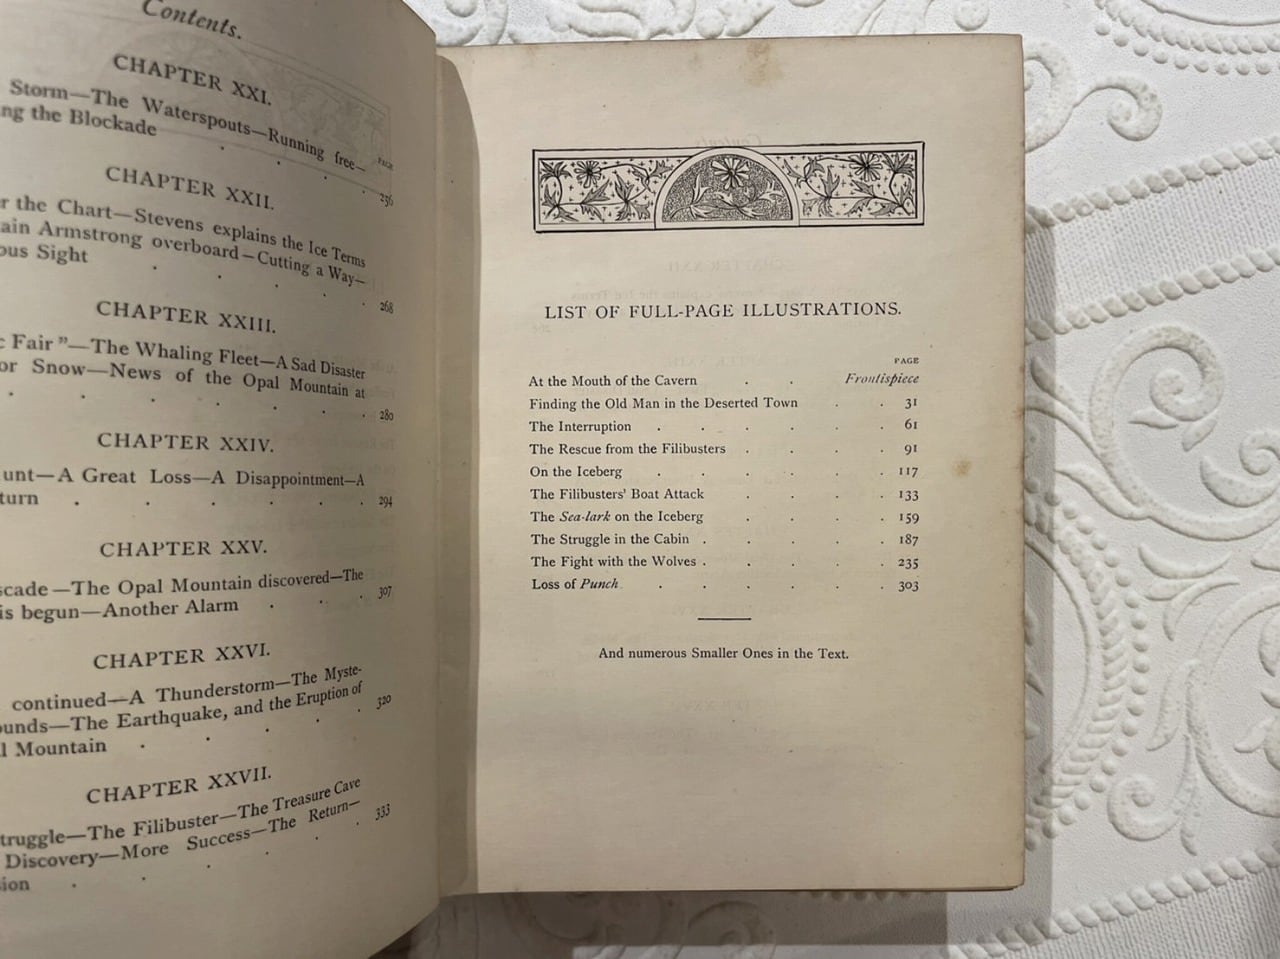 Contents.
CHAPTER XXI.
Storm—The Waterspouts—Running free—
ng the Blockade . . . .
PAGE
256
CHAPTER XXII.
r the Chart—Stevens explains the Ice Terms
ain Armstrong overboard—Cutting a Way—
ous Sight . . . . 268
CHAPTER XXIII.
c Fair”—The Whaling Fleet—A Sad Disaster
or Snow—News of the Opal Mountain at
. . . . . . 280
CHAPTER XXIV.
unt—A Great Loss—A Disappointment—A
turn . . . . . 294
CHAPTER XXV.
scade—The Opal Mountain discovered—The
is begun—Another Alarm . . . 307
CHAPTER XXVI.
continued—A Thunderstorm—The Myste-
ounds—The Earthquake, and the Eruption of
l Mountain . . . . . 320
CHAPTER XXVII.
truggle—The Filibuster—The Treasure Cave
Discovery—More Success—The Return—
sion . . . . . 333
LIST OF FULL-PAGE ILLUSTRATIONS.
PAGE
At the Mouth of the Cavern . . Frontispiece
Finding the Old Man in the Deserted Town . . 31
The Interruption . . . . . . 61
The Rescue from the Filibusters . . . . 91
On the Iceberg . . . . . . 117
The Filibusters' Boat Attack . . . . 133
The Sea-lark on the Iceberg . . . . 159
The Struggle in the Cabin . . . . . 187
The Fight with the Wolves . . . . . 235
Loss of Punch . . . . . . 303
And numerous Smaller Ones in the Text.